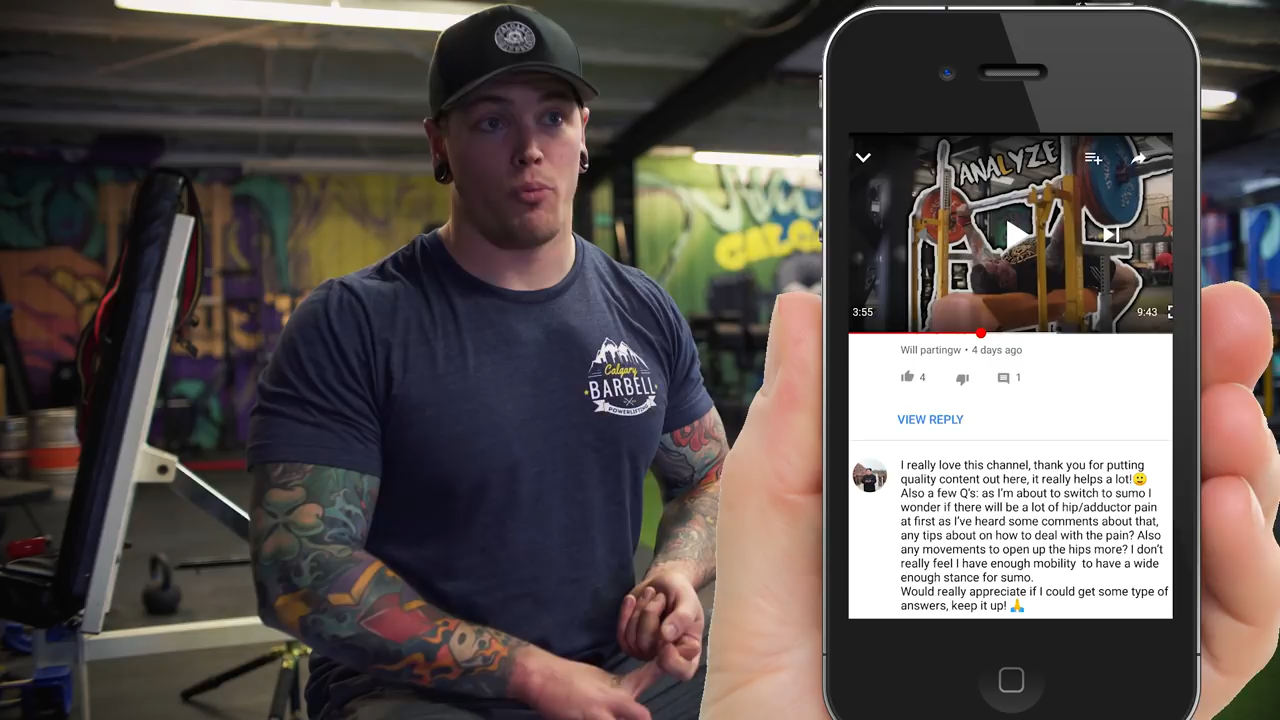 Calgary
BARBELL
POWERLIFTING
ANALYZE
3:55
9:43
Will partingw • 4 days ago
4
1
VIEW REPLY
I really love this channel, thank you for putting
quality content out here, it really helps a lot!🙂
Also a few Q's: as I'm about to switch to sumo I
wonder if there will be a lot of hip/adductor pain
at first as I've heard some comments about that,
any tips about on how to deal with the pain? Also
any movements to open up the hips more? I don't
really feel I have enough mobility to have a wide
enough stance for sumo.
Would really appreciate if I could get some type of
answers, keep it up! 🙏